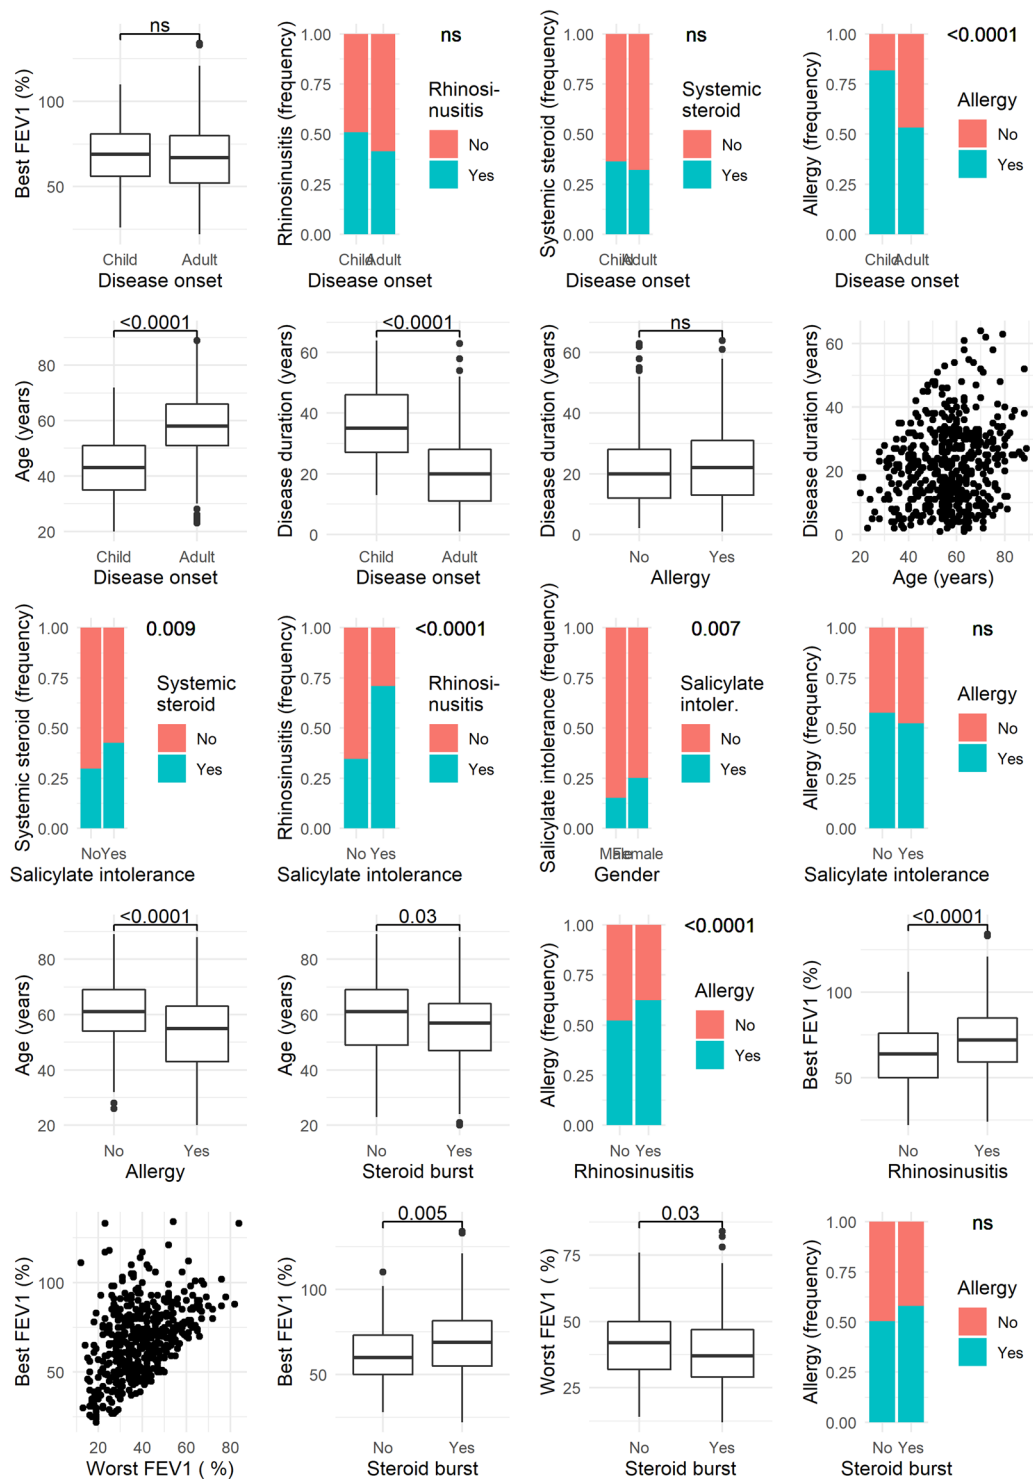 ns
Best FEV1 (%)
100
50
Child
Adult
Disease onset
ns
Rhinosinusitis (frequency)
1.00
0.75
0.50
0.25
0.00
Rhinosi-
nusitis
No
Yes
Child
Adult
Disease onset
ns
Systemic steroid (frequency)
1.00
0.75
0.50
0.25
0.00
Systemic
steroid
No
Yes
Child
Adult
Disease onset
<0.0001
Allergy (frequency)
1.00
0.75
0.50
0.25
0.00
Allergy
No
Yes
Child
Adult
Disease onset
<0.0001
Age (years)
80
60
40
20
Child
Adult
Disease onset
<0.0001
Disease duration (years)
60
40
20
0
Child
Adult
Disease onset
ns
Disease duration (years)
60
40
20
0
No
Yes
Allergy
Disease duration (years)
60
40
20
0
20
40
60
80
Age (years)
0.009
Systemic steroid (frequency)
1.00
0.75
0.50
0.25
0.00
Systemic
steroid
No
Yes
No
Yes
Salicylate intolerance
<0.0001
Rhinosinusitis (frequency)
1.00
0.75
0.50
0.25
0.00
Rhinosi-
nusitis
No
Yes
No
Yes
Salicylate intolerance
0.007
Salicylate intolerance (frequency)
1.00
0.75
0.50
0.25
0.00
Salicylate
intoler.
No
Yes
Male
Female
Gender
ns
Allergy (frequency)
1.00
0.75
0.50
0.25
0.00
Allergy
No
Yes
No
Yes
Salicylate intolerance
<0.0001
Age (years)
80
60
40
20
No
Yes
Allergy
0.03
Age (years)
80
60
40
20
No
Yes
Steroid burst
<0.0001
Allergy (frequency)
1.00
0.75
0.50
0.25
0.00
Allergy
No
Yes
No
Yes
Rhinosinusitis
<0.0001
Best FEV1 (%)
100
50
No
Yes
Rhinosinusitis
Best FEV1 (%)
100
50
20
40
60
80
Worst FEV1 ( %)
0.005
Best FEV1 (%)
100
50
No
Yes
Steroid burst
0.03
Worst FEV1 ( %)
75
50
25
No
Yes
Steroid burst
ns
Allergy (frequency)
1.00
0.75
0.50
0.25
0.00
Allergy
No
Yes
No
Yes
Steroid burst